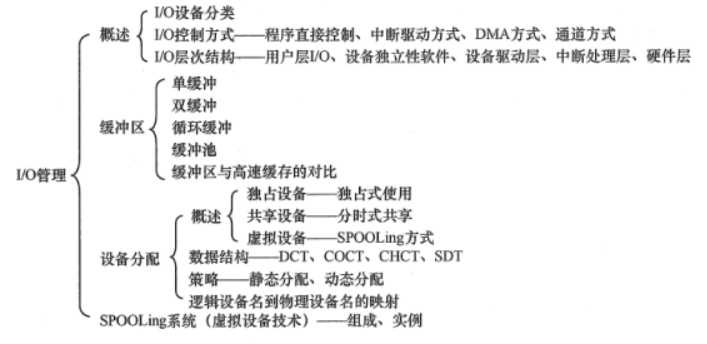 I/O设备分类
概述
I/O控制方式——程序直接控制、中断驱动方式、DMA方式、通道方式
I/O层次结构——用户层I/O、设备独立性软件、设备驱动层、中断处理层、硬件层
单缓冲
双缓冲
缓冲区
循环缓冲
缓冲池
缓冲区与高速缓存的对比
I/O管理
独占设备——独占式使用
概述
共享设备——分时式共享
虚拟设备——SPOOLing方式
设备分配
数据结构——DCT、COCT、CHCT、SDT
策略——静态分配、动态分配
逻辑设备名到物理设备名的映射
SPOOLing系统（虚拟设备技术）——组成、实例